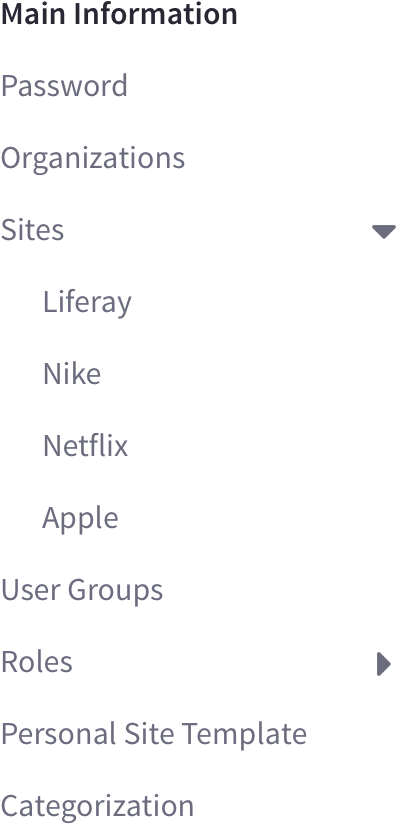 Main Information
Password
Organizations
Sites
Liferay
Nike
Netflix
Apple
User Groups
Roles
Personal Site Template
Categorization